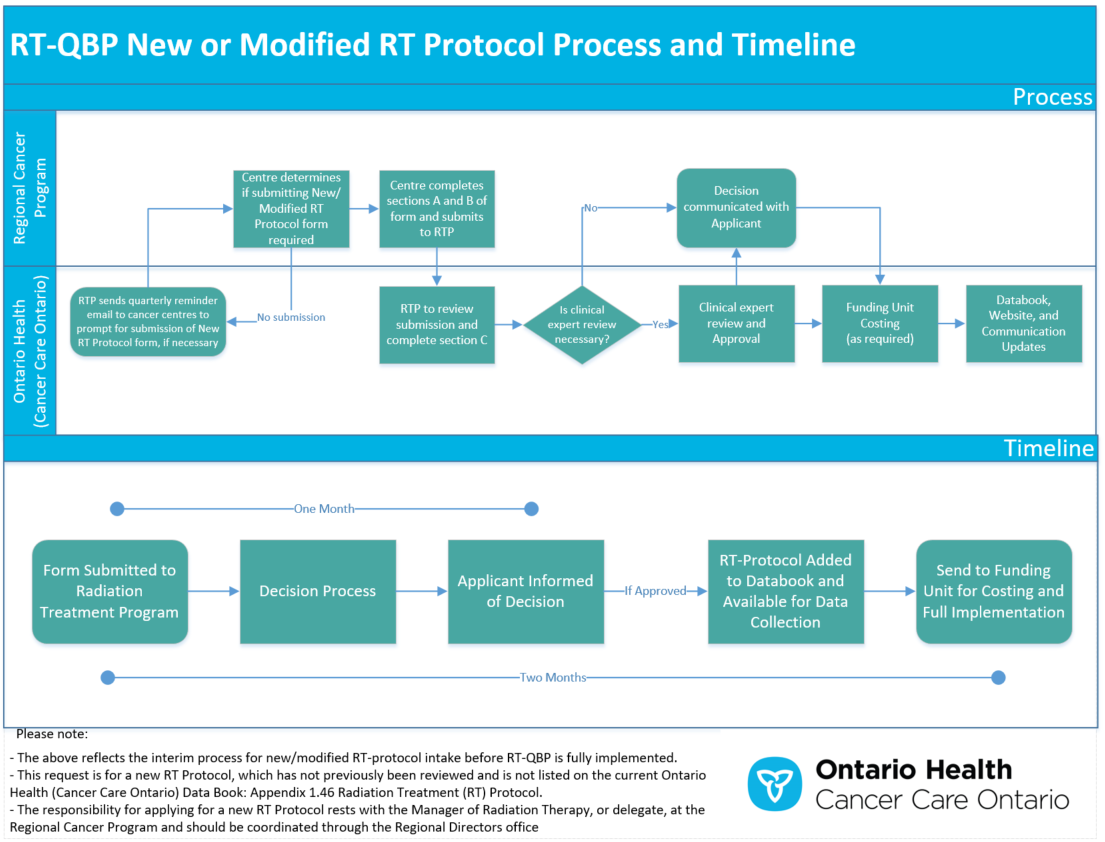 RT-QBP New or Modified RT Protocol Process and Timeline
Process
Regional Cancer
Program
Centre determines
if submitting New/
Modified RT
Protocol form
required
Centre completes
sections A and B of
form and submits
to RTP
No
Decision
communicated with
Applicant
Ontario Health
(Cancer Care Ontario)
RTP sends quarterly reminder
email to cancer centres to
prompt for submission of New
RT Protocol form, if necessary
No submission
RTP to review
submission and
complete section C
Is clinical
expert review
necessary?
Yes
Clinical expert
review and
Approval
Funding Unit
Costing
(as required)
Databook,
Website, and
Communication
Updates
Timeline
One Month
Form Submitted to
Radiation
Treatment Program
Decision Process
Applicant Informed
of Decision
If Approved
RT-Protocol Added
to Databook and
Available for Data
Collection
Send to Funding
Unit for Costing and
Full Implementation
Two Months
Please note:
- The above reflects the interim process for new/modified RT-protocol intake before RT-QBP is fully implemented.
- This request is for a new RT Protocol, which has not previously been reviewed and is not listed on the current Ontario
Health (Cancer Care Ontario) Data Book: Appendix 1.46 Radiation Treatment (RT) Protocol.
- The responsibility for applying for a new RT Protocol rests with the Manager of Radiation Therapy, or delegate, at the
Regional Cancer Program and should be coordinated through the Regional Directors office
Ontario Health
Cancer Care Ontario